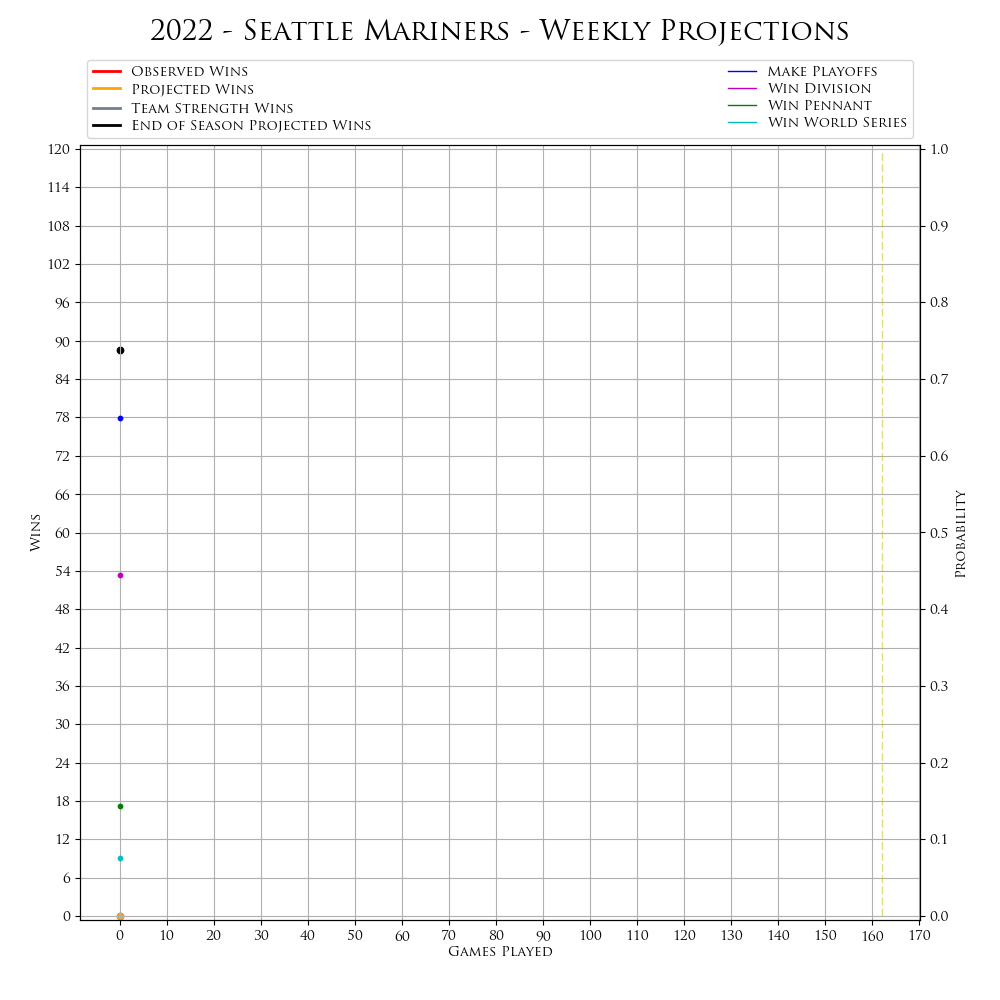 2022 - Seattle Mariners - Weekly Projections
Observed Wins
Projected Wins
Team Strength Wins
End of Season Projected Wins
Make Playoffs
Win Division
Win Pennant
Win World Series
120
114
108
102
96
90
84
78
72
66
60
54
48
42
36
30
24
18
12
6
0
Wins
1.0
0.9
0.8
0.7
0.6
0.5
0.4
0.3
0.2
0.1
0.0
Probability
0 10 20 30 40 50 60 70 80 90 100 110 120 130 140 150 160 170
Games Played